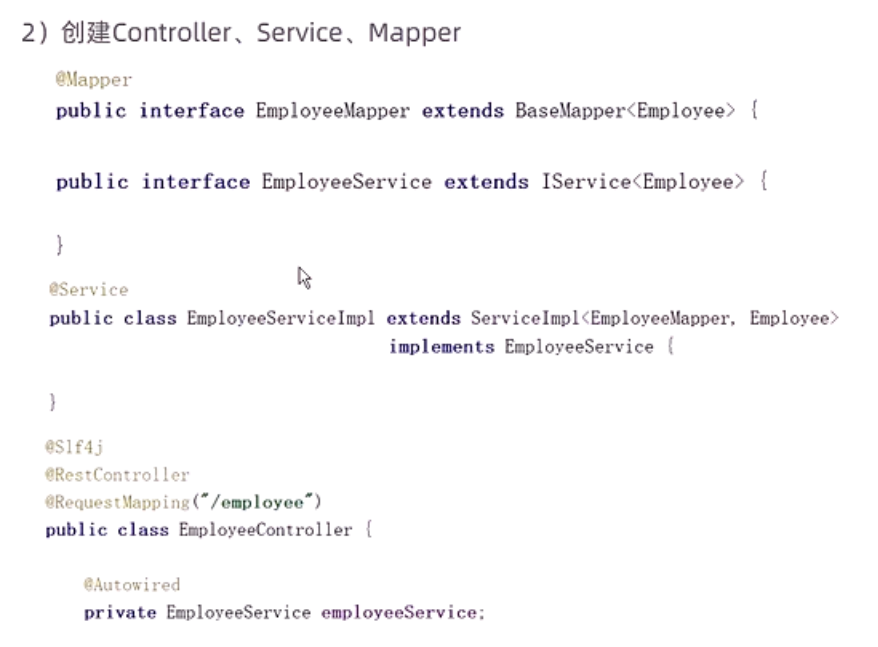 2）创建Controller、Service、Mapper
@Mapper
public interface EmployeeMapper extends BaseMapper<Employee> {
public interface EmployeeService extends IService<Employee> {
}
@Service
public class EmployeeServiceImpl extends ServiceImpl<EmployeeMapper, Employee>
implements EmployeeService {
}
@Slf4j
@RestController
@RequestMapping("/employee")
public class EmployeeController {
@Autowired
private EmployeeService employeeService;